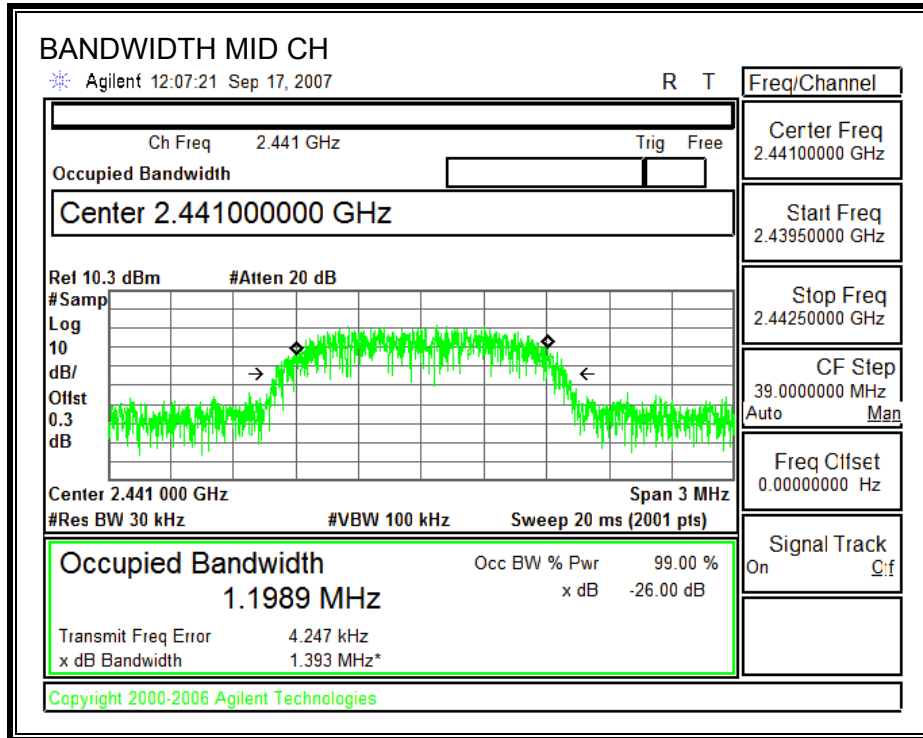 BANDWIDTH MID CH
Agilent 12:07:21 Sep 17, 2007 R T
Freq/Channel
Ch Freq 2.441 GHz Trig Free
Occupied Bandwidth
Center 2.441000000 GHz
Center Freq
2.44100000 GHz
Start Freq
2.43950000 GHz
Stop Freq
2.44250000 GHz
CF Step
39.0000000 MHz
Auto Man
Freq Offset
0.00000000 Hz
Signal Track
On Off
Ref 10.3 dBm #Atten 20 dB
#Samp
Log
10
dB/
Offst
0.3
dB
Center 2.441 000 GHz Span 3 MHz
#Res BW 30 kHz #VBW 100 kHz Sweep 20 ms (2001 pts)
Occupied Bandwidth Occ BW % Pwr 99.00 %
1.1989 MHz x dB -26.00 dB
Transmit Freq Error 4.247 kHz
x dB Bandwidth 1.393 MHz*
Copyright 2000-2006 Agilent Technologies